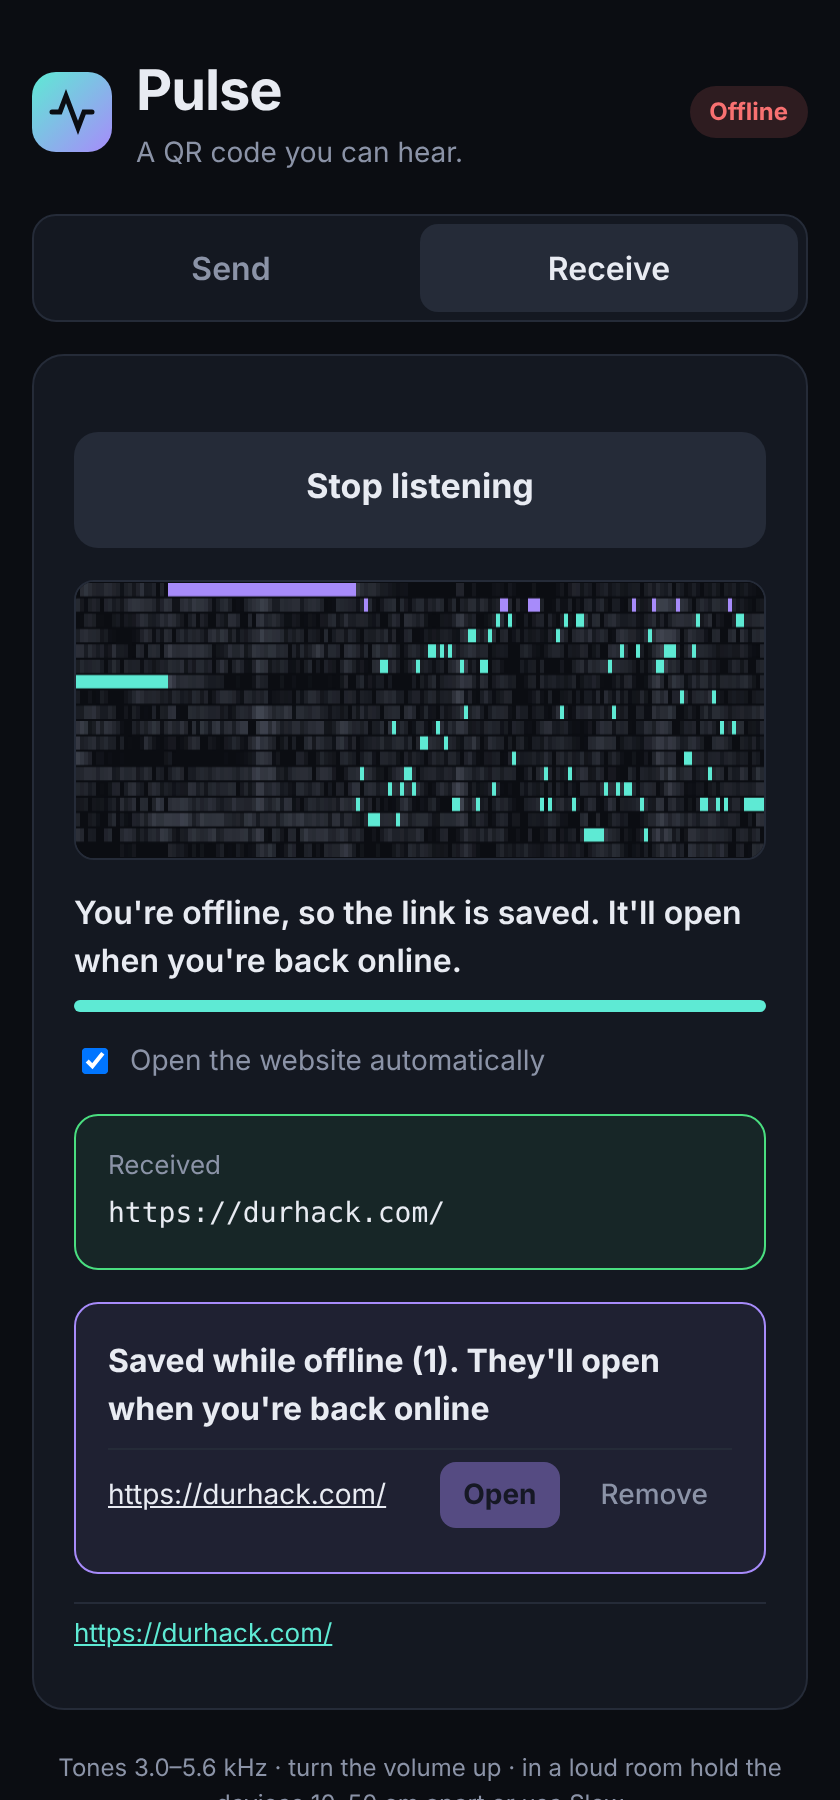 Pulse
A QR code you can hear.
Offline
Send
Receive
Stop listening
You're offline, so the link is saved. It'll open
when you're back online.
Open the website automatically
Received
https://durhack.com/
Saved while offline (1). They'll open
when you're back online
https://durhack.com/
Open
Remove
https://durhack.com/
Tones 3.0–5.6 kHz · turn the volume up · in a loud room hold the